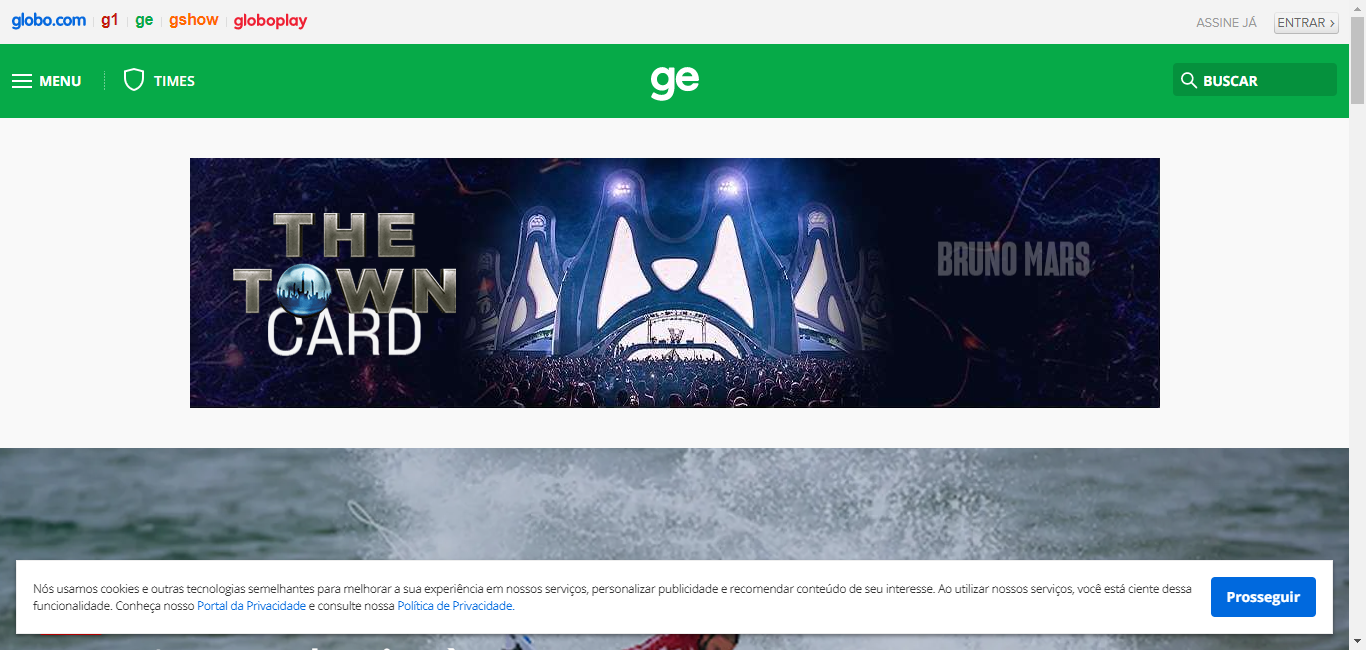 globo.com g1 ge gshow globoplay ASSINE JÁ ENTRAR ›
MENU TIMES ge BUSCAR
THE
TOWN
CARD
BRUNO MARS
Nós usamos cookies e outras tecnologias semelhantes para melhorar a sua experiência em nossos serviços, personalizar publicidade e recomendar conteúdo de seu interesse. Ao utilizar nossos serviços, você está ciente dessa
funcionalidade. Conheça nosso Portal da Privacidade e consulte nossa Política de Privacidade.
Prosseguir